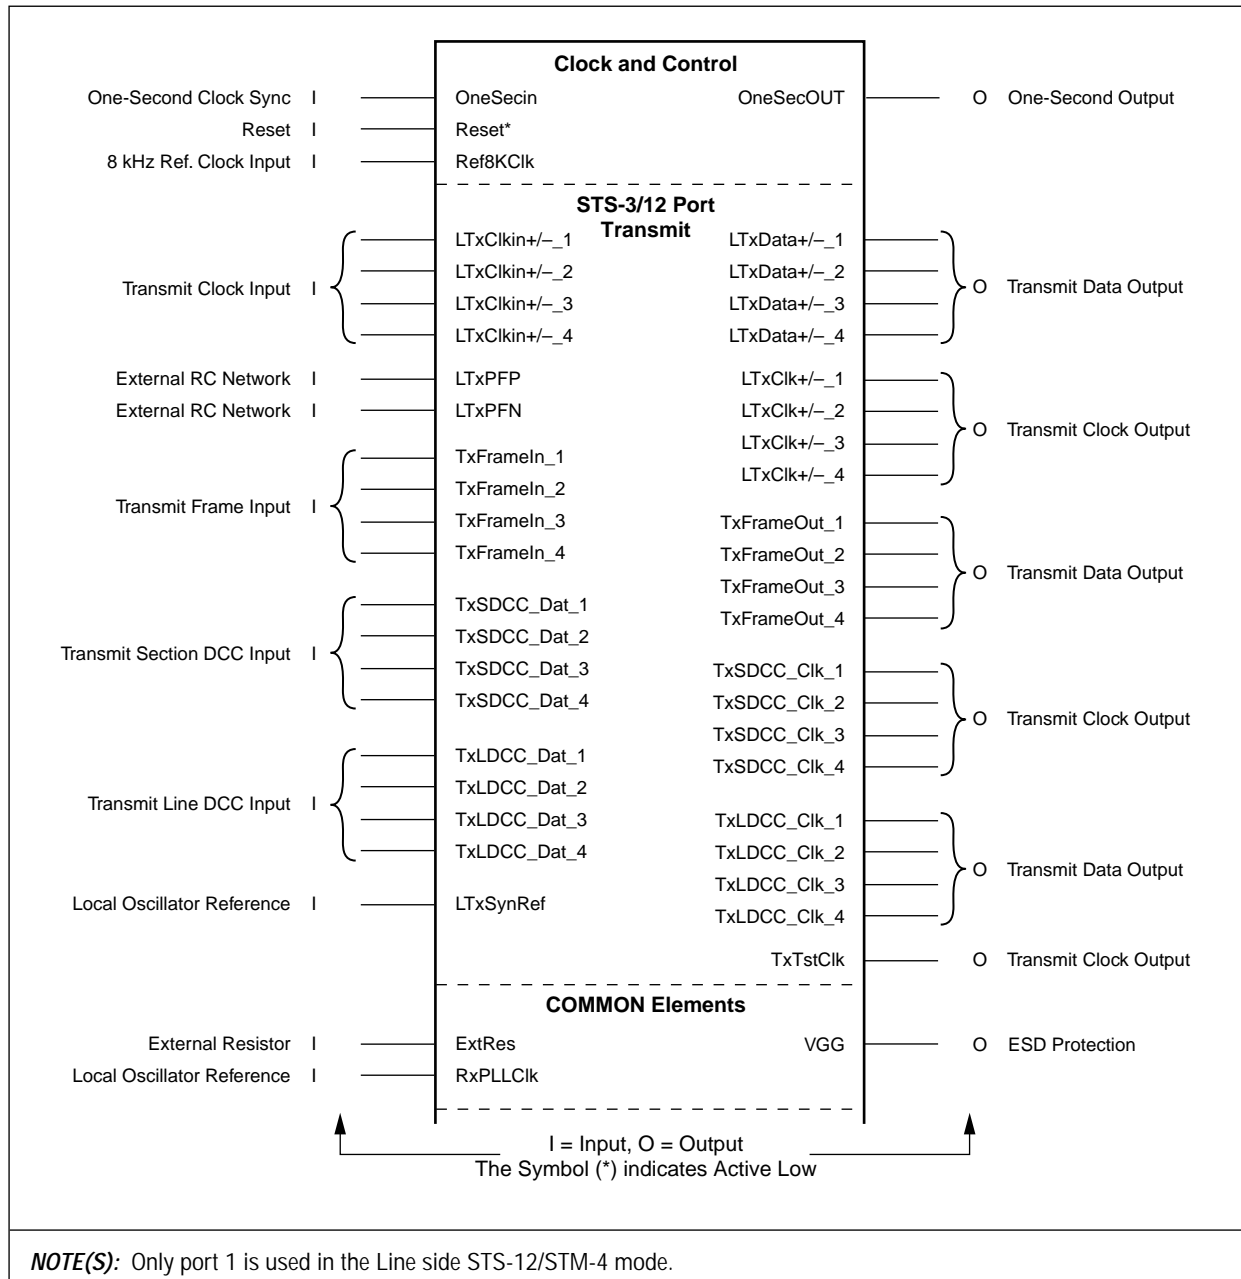 Clock and Control
One-Second Clock Sync I OneSecin OneSecOUT O One-Second Output
Reset I Reset*
8 kHz Ref. Clock Input I Ref8KClk
STS-3/12 Port
Transmit
LTxClkin+/–_1 LTxData+/–_1
LTxClkin+/–_2 LTxData+/–_2
Transmit Clock Input I O Transmit Data Output
LTxClkin+/–_3 LTxData+/–_3
LTxClkin+/–_4 LTxData+/–_4
External RC Network I LTxPFP LTxClk+/–_1
External RC Network I LTxPFN LTxClk+/–_2
O Transmit Clock Output
LTxClk+/–_3
TxFrameIn_1 LTxClk+/–_4
TxFrameIn_2
Transmit Frame Input I
TxFrameIn_3 TxFrameOut_1
TxFrameIn_4 TxFrameOut_2
O Transmit Data Output
TxFrameOut_3
TxSDCC_Dat_1 TxFrameOut_4
TxSDCC_Dat_2
Transmit Section DCC Input I
TxSDCC_Dat_3 TxSDCC_Clk_1
TxSDCC_Dat_4 TxSDCC_Clk_2
O Transmit Clock Output
TxSDCC_Clk_3
TxLDCC_Dat_1 TxSDCC_Clk_4
TxLDCC_Dat_2
Transmit Line DCC Input I
TxLDCC_Dat_3 TxLDCC_Clk_1
TxLDCC_Dat_4 TxLDCC_Clk_2
O Transmit Data Output
TxLDCC_Clk_3
Local Oscillator Reference I LTxSynRef TxLDCC_Clk_4
TxTstClk O Transmit Clock Output
COMMON Elements
External Resistor I ExtRes VGG O ESD Protection
Local Oscillator Reference I RxPLLClk
I = Input, O = Output
The Symbol (*) indicates Active Low
NOTE(S): Only port 1 is used in the Line side STS-12/STM-4 mode.